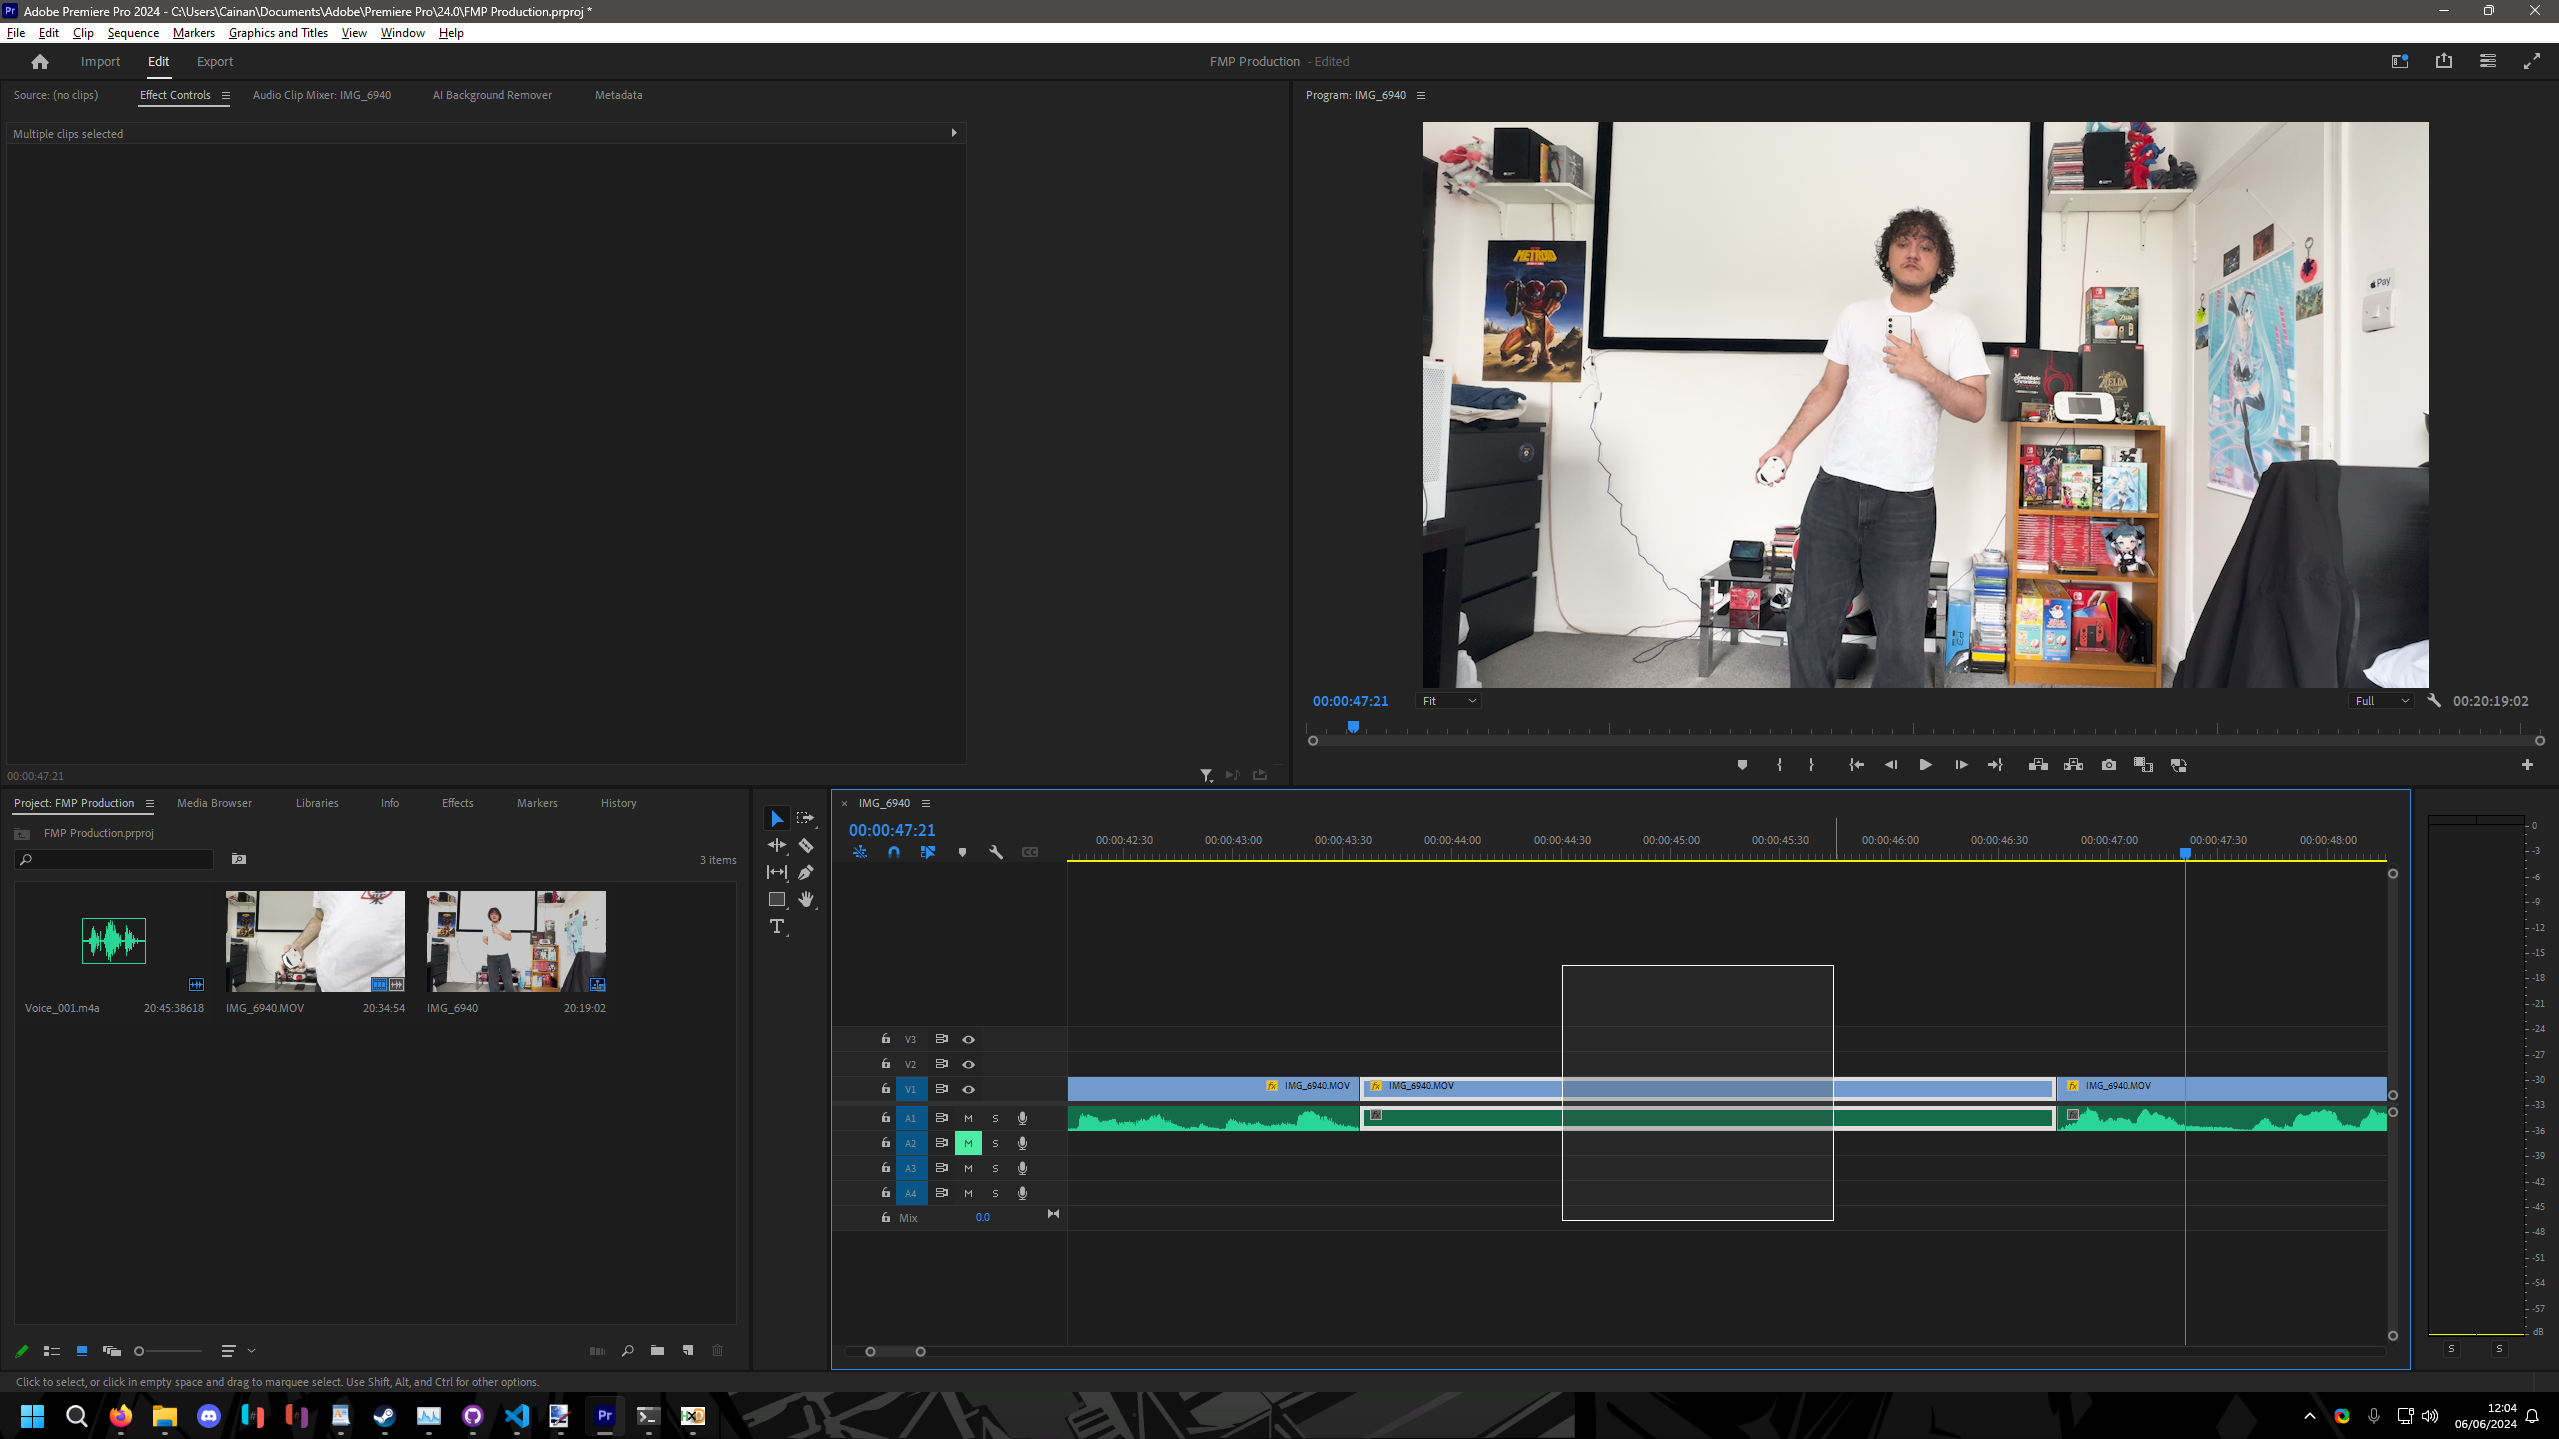 Adobe Premiere Pro 2024 - C:\Users\Cainan\Documents\Adobe\Premiere Pro\24.0\FMP Production.prproj *
File Edit Clip Sequence Markers Graphics and Titles View Window Help
Import Edit Export
FMP Production - Edited
Source: (no clips) Effect Controls Audio Clip Mixer: IMG_6940 AI Background Remover Metadata
Program: IMG_6940
Multiple clips selected
METROID
Pay
ZELDA
00:00:47:21 Fit Full 00:20:19:02
00:00:47:21
Project: FMP Production Media Browser Libraries Info Effects Markers History
FMP Production.prproj
3 items
Voice_001.m4a 20:45:38618
IMG_6940.MOV 20:34:54
IMG_6940 20:19:02
IMG_6940
00:00:47:21
00:00:42:30 00:00:43:00 00:00:43:30 00:00:44:00 00:00:44:30 00:00:45:00 00:00:45:30 00:00:46:00 00:00:46:30 00:00:47:00 00:00:47:30 00:00:48:00
V3
V2
V1 fx IMG_6940.MOV fx IMG_6940.MOV fx IMG_6940.MOV
A1 M S fx fx
A2 M S
A3 M S
A4 M S
Mix 0.0
0
-3
-6
-9
-12
-15
-18
-21
-24
-27
-30
-33
-36
-39
-42
-45
-48
-51
-54
-57
dB
S S
Click to select, or click in empty space and drag to marquee select. Use Shift, Alt, and Ctrl for other options.
Pr
12:04
06/06/2024